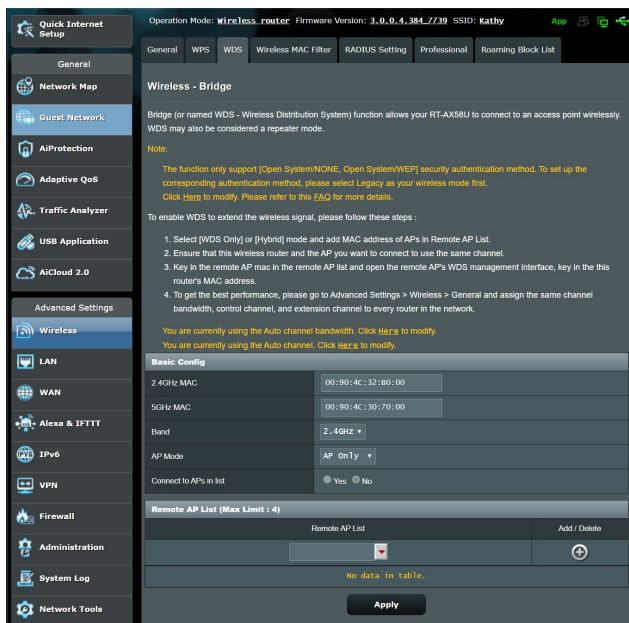 Quick Internet Setup
Operation Mode: Wireless router Firmware Version: 3.0.0.4.384_7739 SSID: Kathy
App
General
WPS
WDS
Wireless MAC Filter
RADIUS Setting
Professional
Roaming Block List
General
Network Map
Guest Network
AiProtection
Adaptive QoS
Traffic Analyzer
USB Application
AiCloud 2.0
Advanced Settings
Wireless
LAN
WAN
Alexa & IFTTT
IPv6
VPN
Firewall
Administration
System Log
Network Tools
Wireless - Bridge
Bridge (or named WDS - Wireless Distribution System) function allows your RT-AX58U to connect to an access point wirelessly.
WDS may also be considered a repeater mode.
Note:
The function only support [Open System/NONE, Open System/WEP] security authentication method. To set up the
corresponding authentication method, please select Legacy as your wireless mode first.
Click Here to modify. Please refer to this FAQ for more details.
To enable WDS to extend the wireless signal, please follow these steps :
1. Select [WDS Only] or [Hybrid] mode and add MAC address of APs in Remote AP List.
2. Ensure that this wireless router and the AP you want to connect to use the same channel.
3. Key in the remote AP mac in the remote AP list and open the remote AP's WDS management interface, key in the this
router's MAC address.
4. To get the best performance, please go to Advanced Settings > Wireless > General and assign the same channel
bandwidth, control channel, and extension channel to every router in the network.
You are currently using the Auto channel bandwidth. Click Here to modify.
You are currently using the Auto channel. Click Here to modify.
Basic Config
2.4GHz MAC 00:90:4C:32:B0:00
5GHz MAC 00:90:4C:30:70:00
Band 2.4GHz
AP Mode AP Only
Connect to APs in list Yes No
Remote AP List (Max Limit : 4)
Remote AP List Add / Delete
No data in table.
Apply